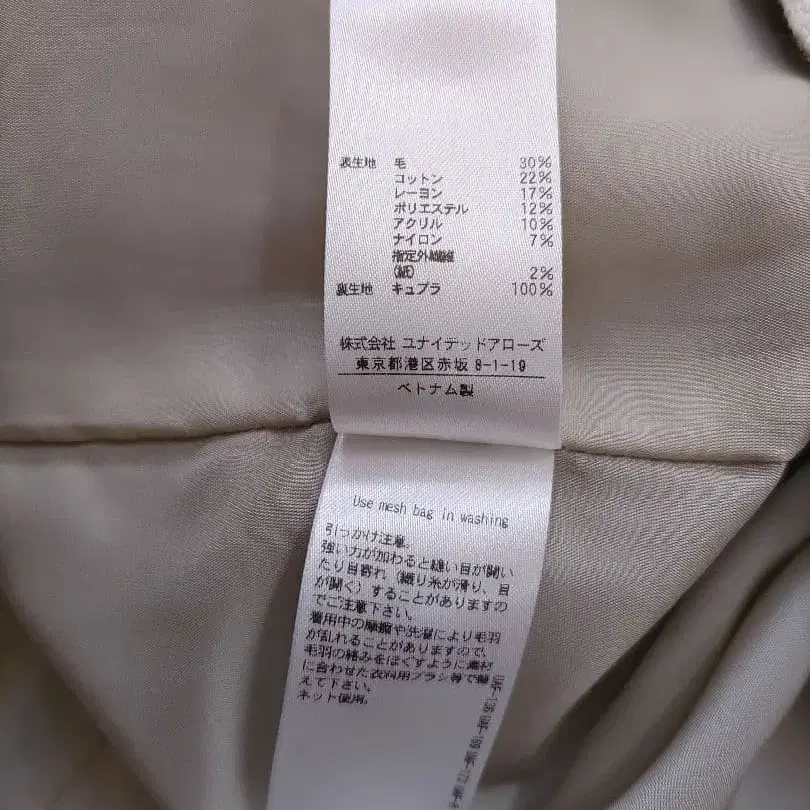 表生地 毛 30%
コットン 22%
レーヨン 17%
ポリエステル 12%
アクリル 10%
ナイロン 7%
指定外繊維
(紙) 2%
裏生地 キュプラ 100%
株式会社 ユナイテッドアローズ
東京都港区赤坂 8-1-19
ベトナム製
Use mesh bag in washing
引っかけ注意。
強い力が加わると縫い目が開い
たり目寄れ（織り糸が滑り、目
が開く）することがありますの
でご注意下さい。
着用中の摩擦や洗濯により毛羽
が乱れることがありますので、
毛羽の絡みをほぐすように素材
に合わせた衣料用ブラシ等で整
えて下さい。
ネット使用。